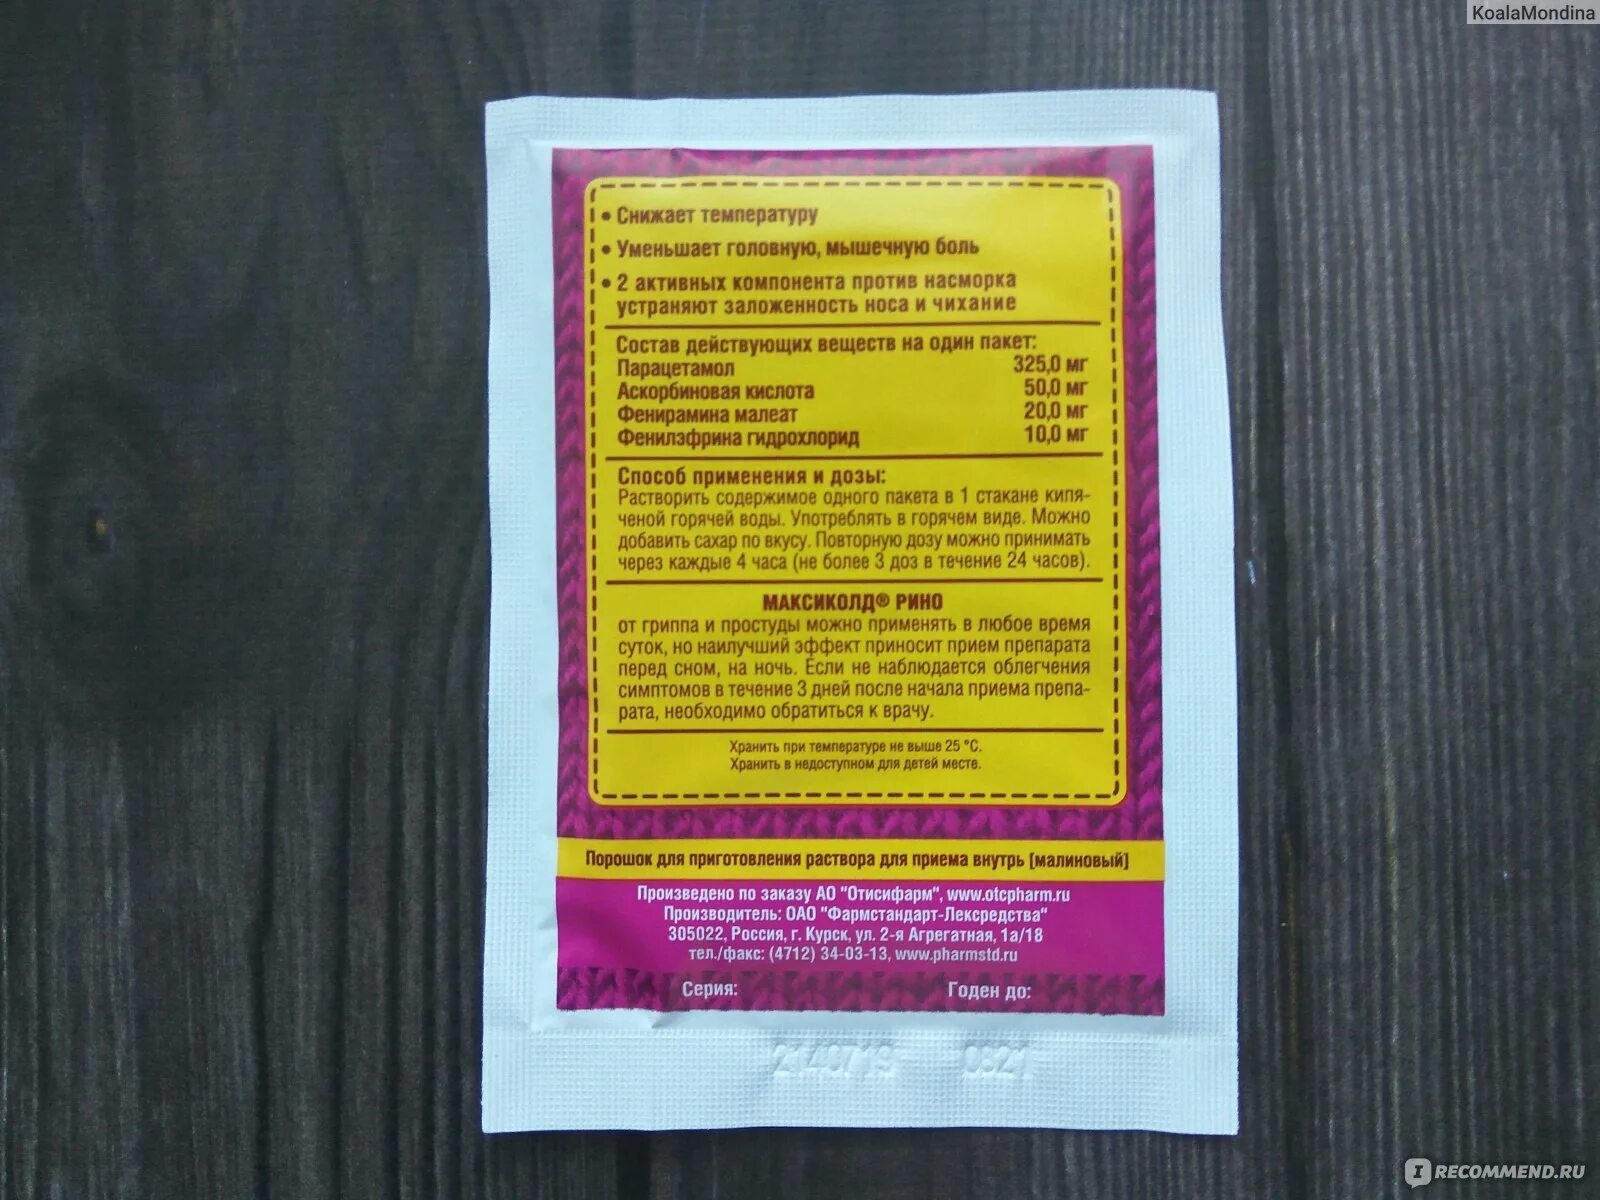 KoalaMondina
• Снижает температуру
• Уменьшает головную, мышечную боль
• 2 активных компонента против насморка
устраняют заложенность носа и чихание
Состав действующих веществ на один пакет:
Парацетамол 325,0 мг
Аскорбиновая кислота 50,0 мг
Фенирамина малеат 20,0 мг
Фенилэфрина гидрохлорид 10,0 мг
Способ применения и дозы:
Растворить содержимое одного пакета в 1 стакане кипя-
ченой горячей воды. Употреблять в горячем виде. Можно
добавить сахар по вкусу. Повторную дозу можно принимать
через каждые 4 часа (не более 3 доз в течение 24 часов).
МАКСИКОЛД® РИНО
от гриппа и простуды можно применять в любое время
суток, но наилучший эффект приносит прием препарата
перед сном, на ночь. Если не наблюдается облегчения
симптомов в течение 3 дней после начала приема препа-
рата, необходимо обратиться к врачу.
Хранить при температуре не выше 25 °С.
Хранить в недоступном для детей месте.
Порошок для приготовления раствора для приема внутрь [малиновый]
Произведено по заказу АО "Отисифарм", www.otcpharm.ru
Производитель: ОАО "Фармстандарт-Лексредства"
305022, Россия, г. Курск, ул. 2-я Агрегатная, 1а/18
тел./факс: (4712) 34-03-13, www.pharmstd.ru
Серия: Годен до:
2140719 0821
IRECOMMEND.RU